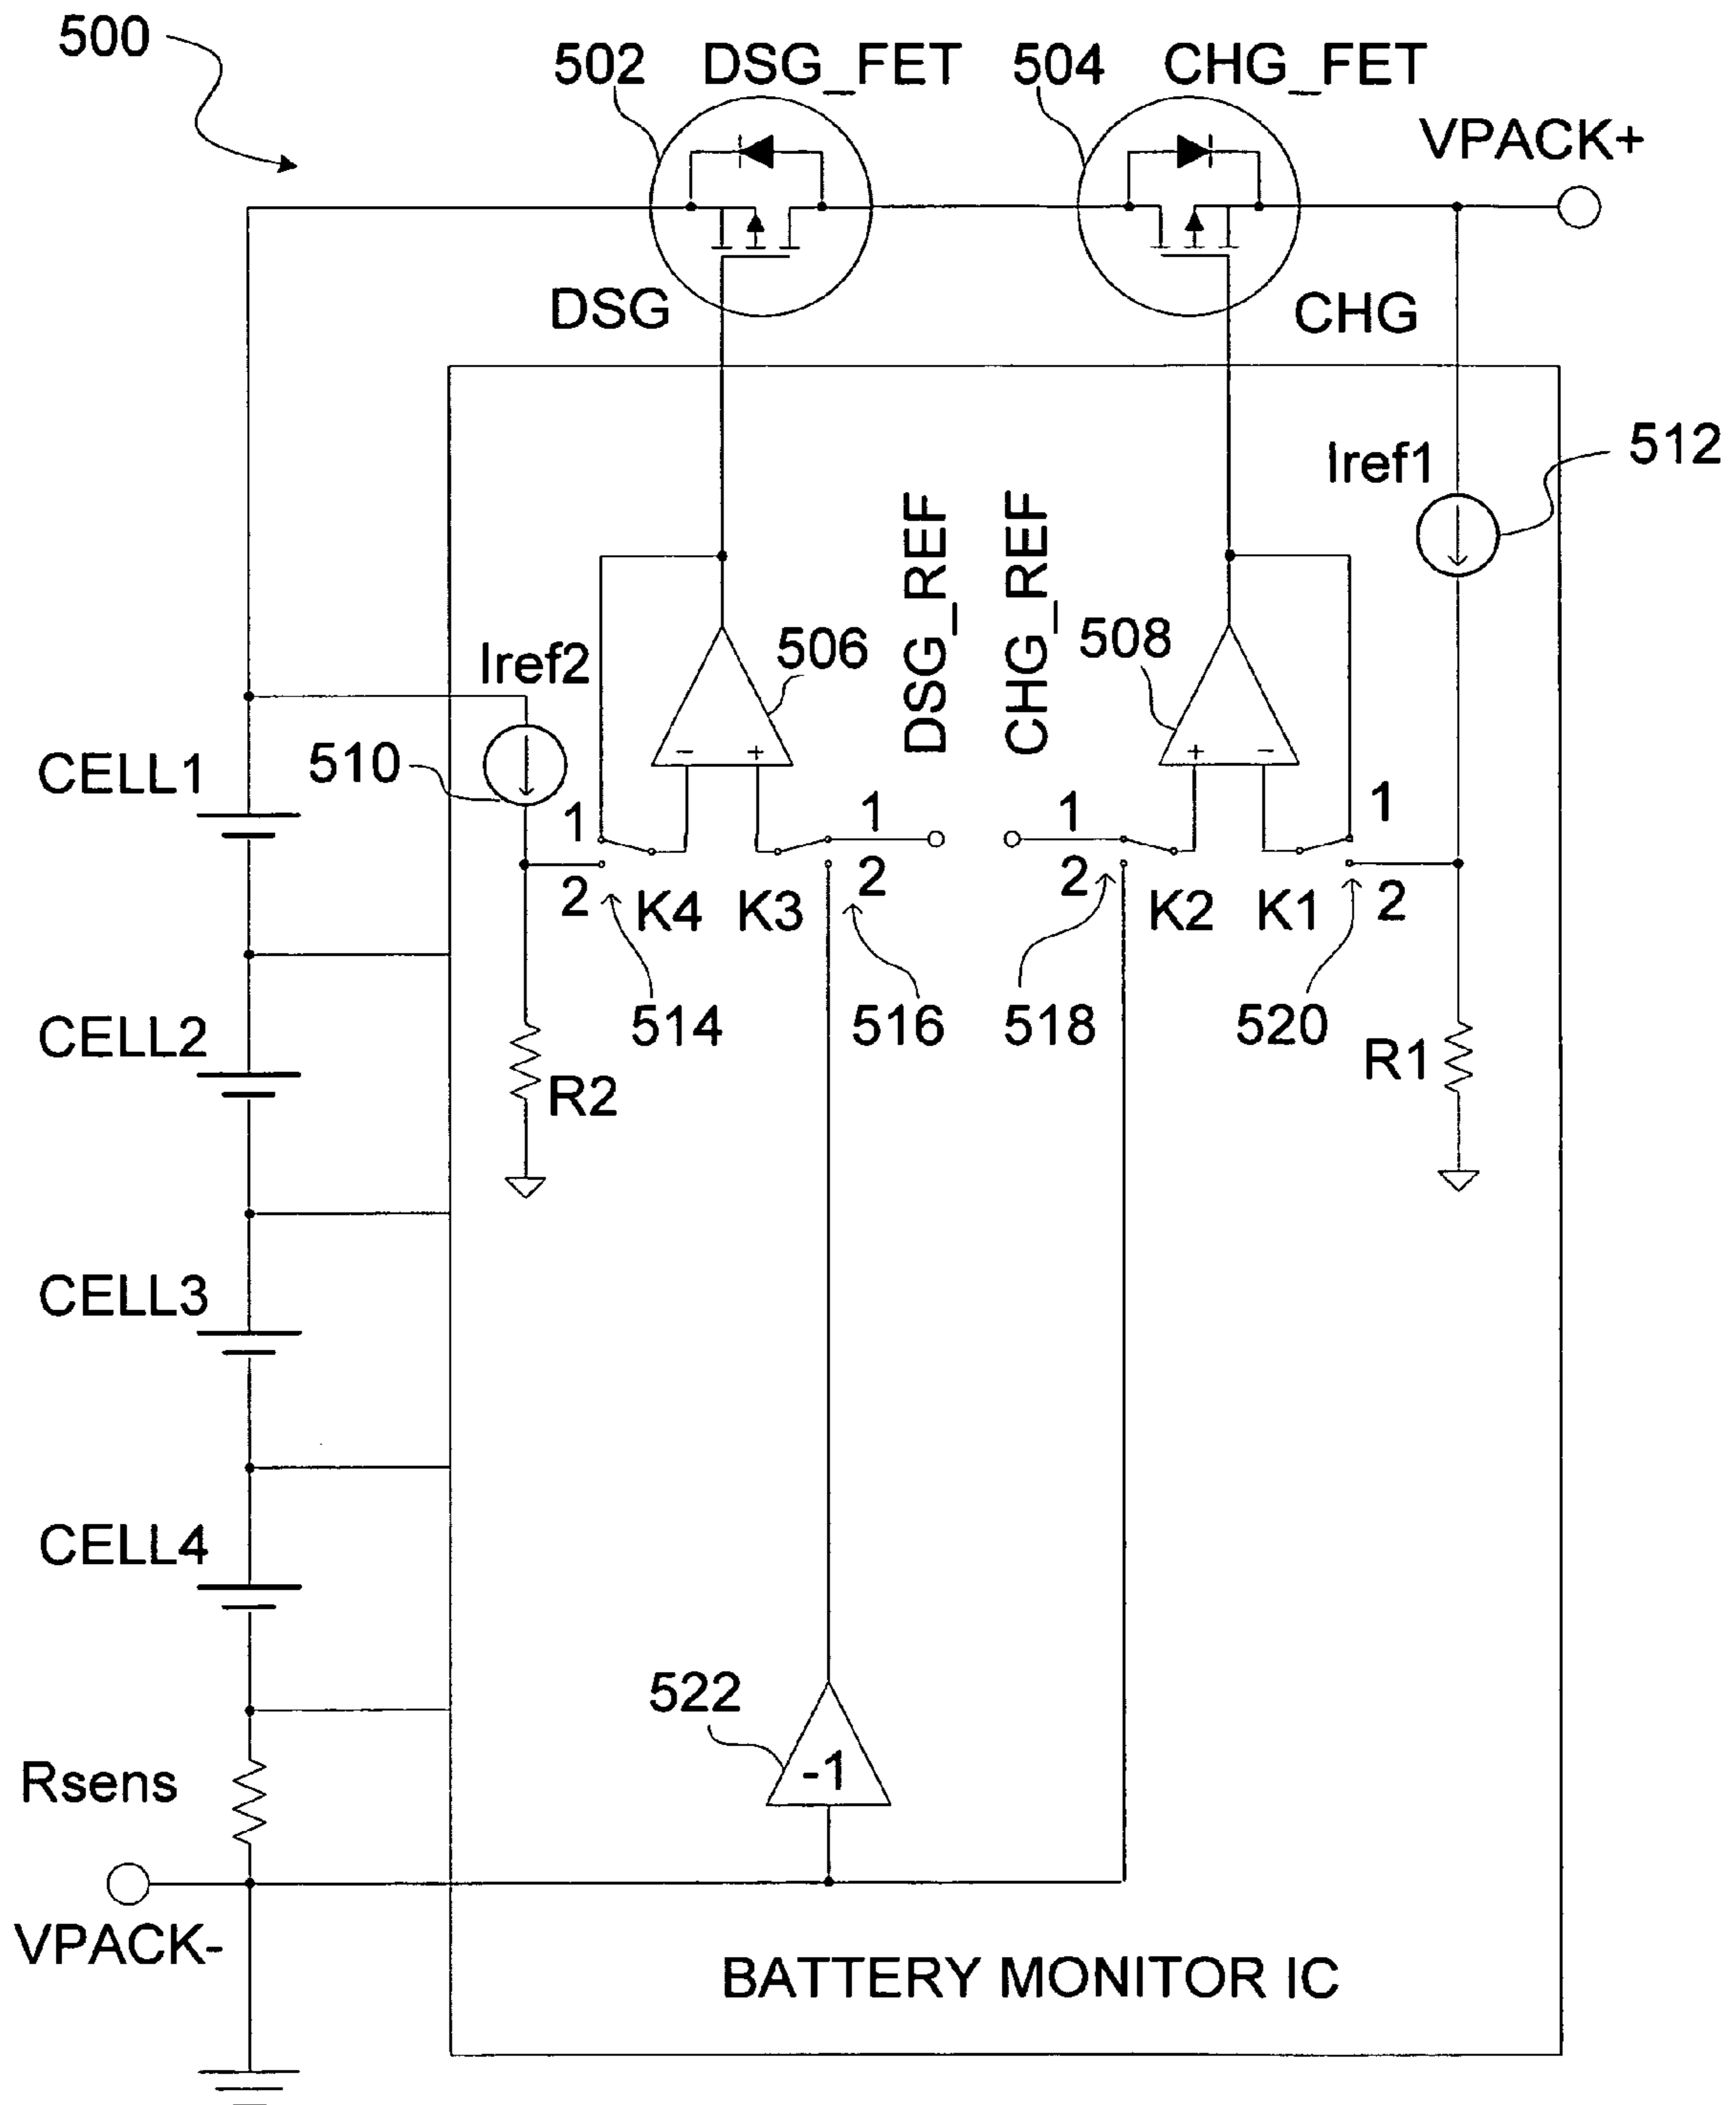 500
502 DSG_FET 504 CHG_FET
VPACK+
DSG CHG
Iref1 512
DSG_REF
CHG_REF
Iref2 506 508
510
CELL1
- + + -
1 1 1 1
2 K4 K3 2 2 K2 K1 2
514 516 518 520
CELL2
R2 R1
CELL3
CELL4
522
-1
Rsens
VPACK-
BATTERY MONITOR IC